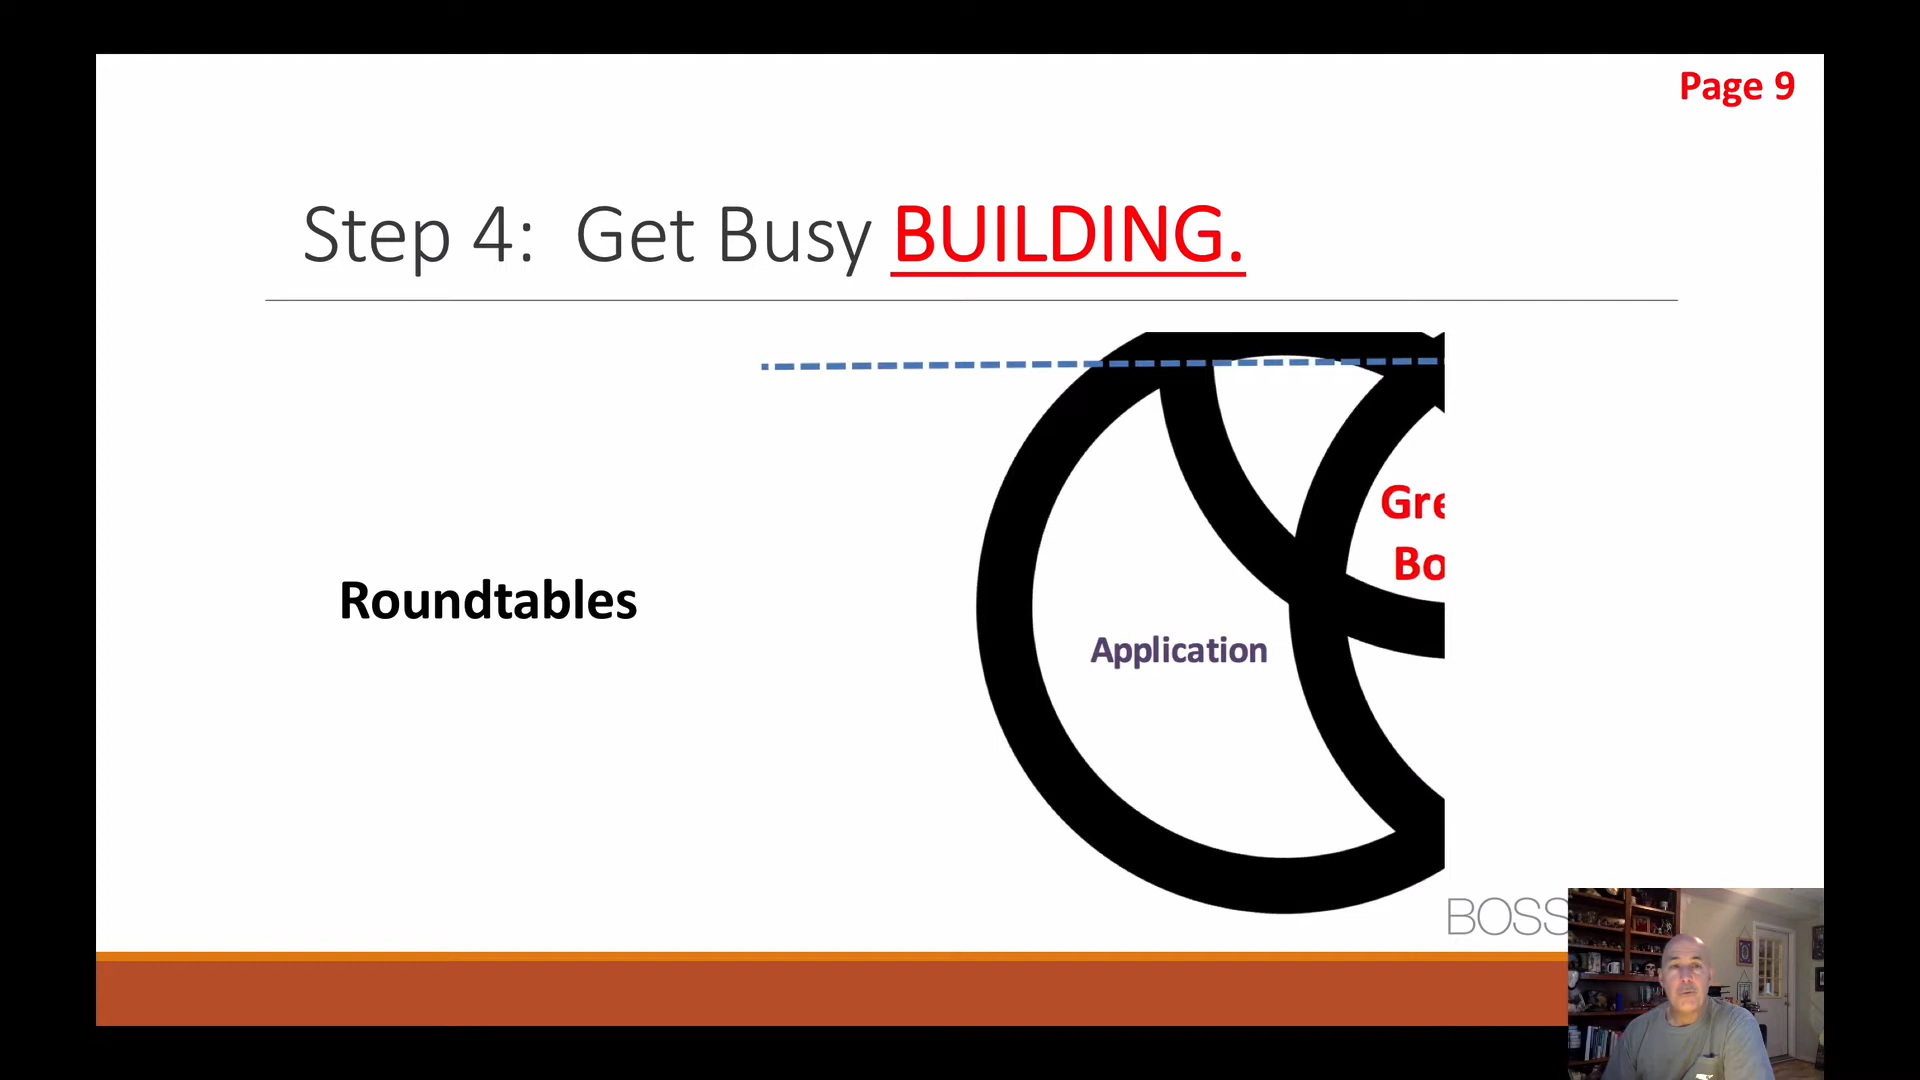 Page 9
Step 4: Get Busy BUILDING.
Gre
Bo
Roundtables
Application
BOSS